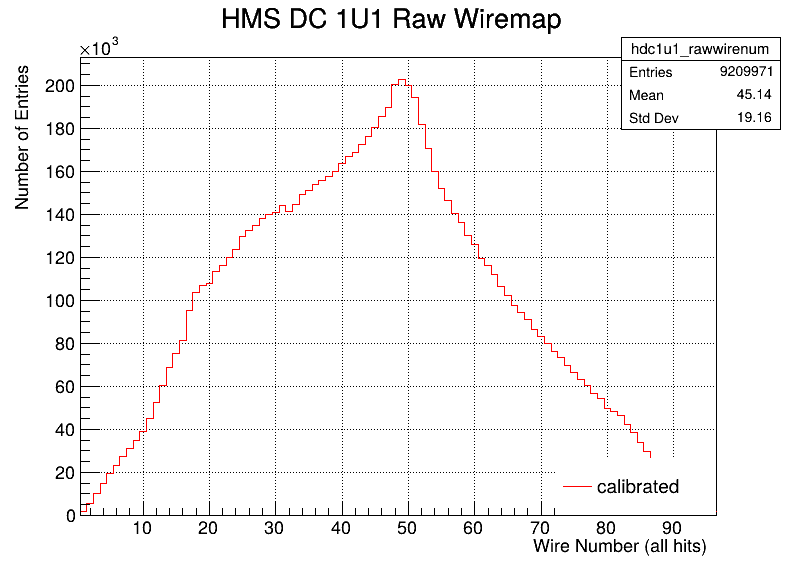 HMS DC 1U1 Raw Wiremap
hdc1u1_rawwirenum
Entries 9209971
Mean 45.14
Std Dev 19.16
×10³
Number of Entries
200
180
160
140
120
100
80
60
40
20
0
calibrated
10 20 30 40 50 60 70 80 90
Wire Number (all hits)